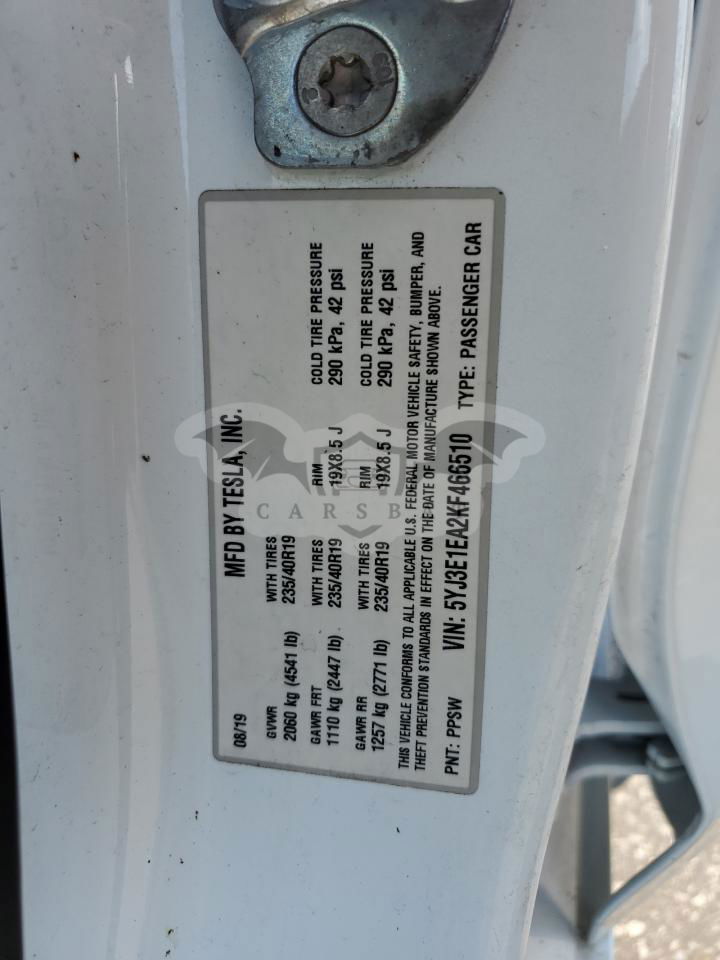 MFD BY TESLA, INC.
08/19
GVWR WITH TIRES
2060 kg (4541 lb) 235/40R19
GAWR FRT WITH TIRES RIM COLD TIRE PRESSURE
1110 kg (2447 lb) 235/40R19 19X8.5 J 290 kPa, 42 psi
GAWR RR WITH TIRES RIM COLD TIRE PRESSURE
1257 kg (2771 lb) 235/40R19 19X8.5 J 290 kPa, 42 psi
THIS VEHICLE CONFORMS TO ALL APPLICABLE U.S. FEDERAL MOTOR VEHICLE SAFETY, BUMPER, AND
THEFT PREVENTION STANDARDS IN EFFECT ON THE DATE OF MANUFACTURE SHOWN ABOVE.
PNT: PPSW VIN: 5YJ3E1EA2KF466510 TYPE: PASSENGER CAR